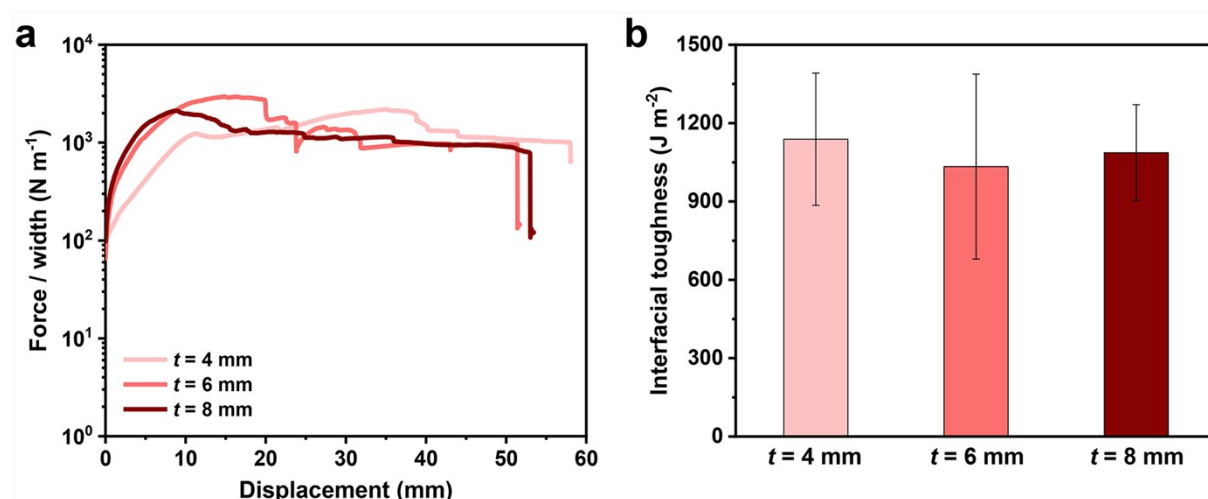 a
10⁴
10³
10²
10¹
10⁰
Force / width (N m⁻¹)
t = 4 mm
t = 6 mm
t = 8 mm
0 10 20 30 40 50 60
Displacement (mm)
b
1500
1200
900
600
300
0
Interfacial toughness (J m⁻²)
t = 4 mm t = 6 mm t = 8 mm